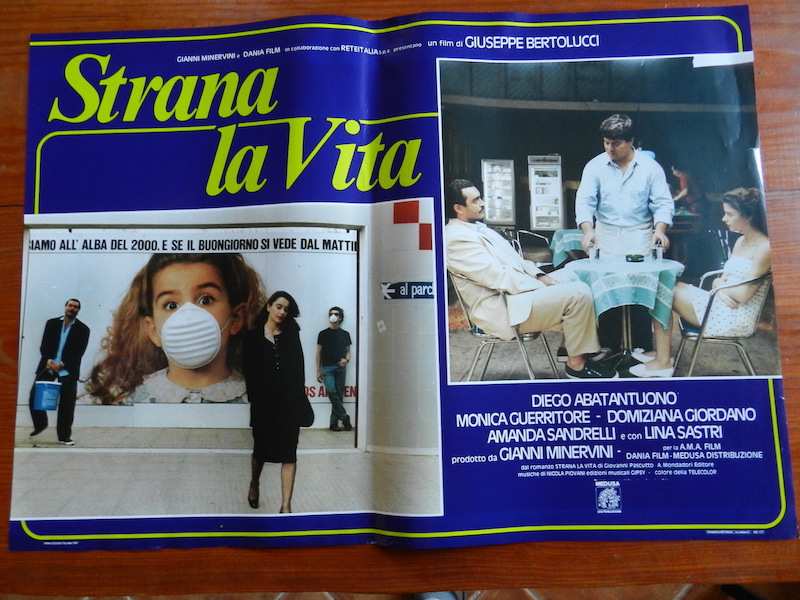 GIANNI MINERVINI e DANIA FILM in collaborazione con RETEITALIA S.p.a. presentano un film di GIUSEPPE BERTOLUCCI
Strana
la Vita
IAMO ALL' ALBA DEL 2000. E SE IL BUONGIORNO SI VEDE DAL MATTI
al parc
DIEGO ABATANTUONO
MONICA GUERRITORE - DOMIZIANA GIORDANO
AMANDA SANDRELLI e con LINA SASTRI
prodotto da GIANNI MINERVINI - per la A.M.A. FILM
DANIA FILM - MEDUSA DISTRIBUZIONE
dal romanzo STRANA LA VITA di Giovanni Pascutto A. Mondadori Editore
musiche di NICOLA PIOVANI edizioni musicali GIPSY - colore della TELECOLOR
MEDUSA
DISTRIBUZIONE